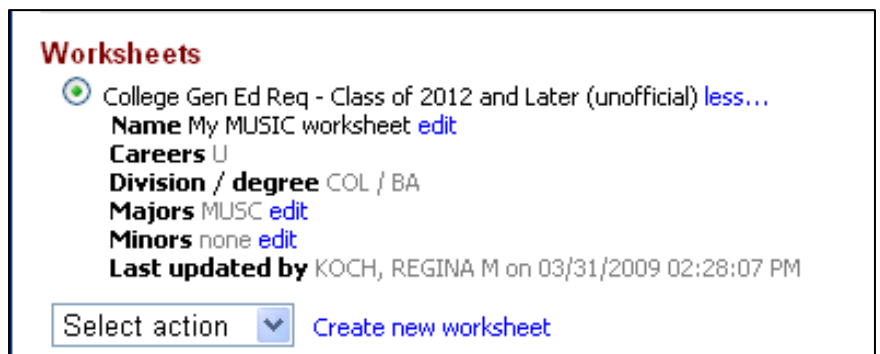 Worksheets
College Gen Ed Req - Class of 2012 and Later (unofficial) less...
Name My MUSIC worksheet edit
Careers U
Division / degree COL / BA
Majors MUSC edit
Minors none edit
Last updated by KOCH, REGINA M on 03/31/2009 02:28:07 PM
Select action Create new worksheet